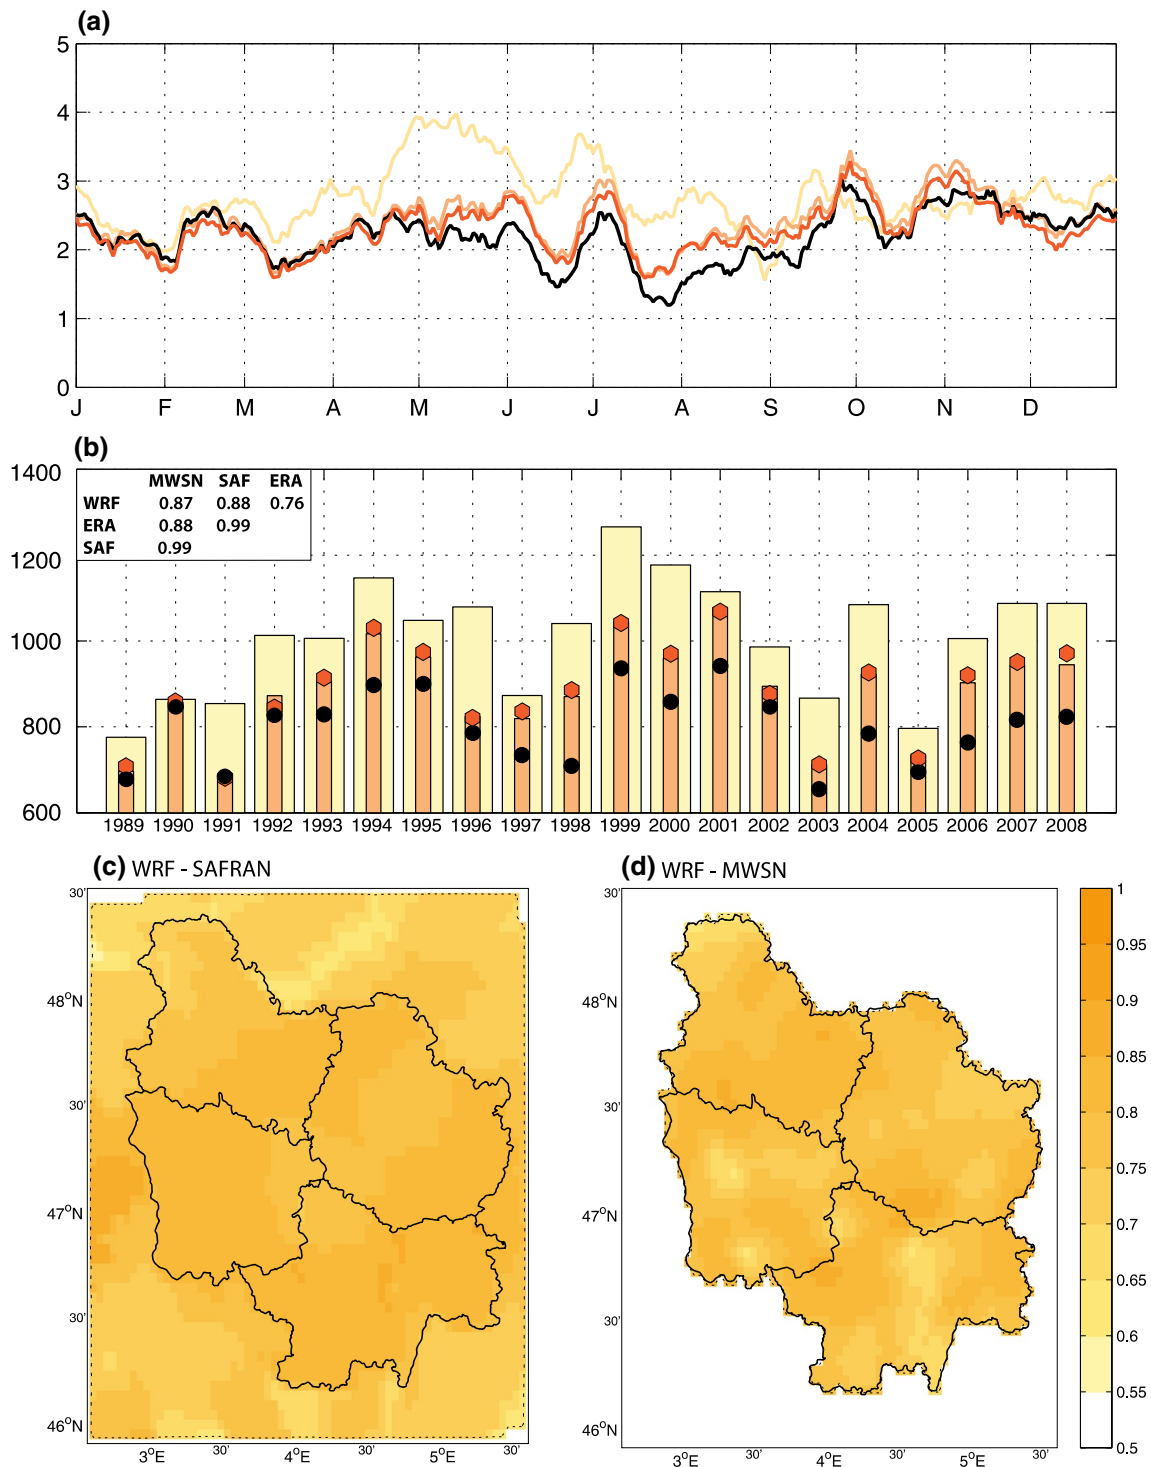 (a)
5
4
3
2
1
0
J F M A M J J A S O N D
(b)
1400
1200
1000
800
600
MWSN SAF ERA
WRF 0.87 0.88 0.76
ERA 0.88 0.99
SAF 0.99
1989 1990 1991 1992 1993 1994 1995 1996 1997 1998 1999 2000 2001 2002 2003 2004 2005 2006 2007 2008
(c) WRF - SAFRAN
30'
48°N
30'
47°N
30'
46°N
3°E 30' 4°E 30' 5°E 30'
(d) WRF - MWSN
30'
48°N
30'
47°N
30'
46°N
3°E 30' 4°E 30' 5°E 30'
1
0.95
0.9
0.85
0.8
0.75
0.7
0.65
0.6
0.55
0.5